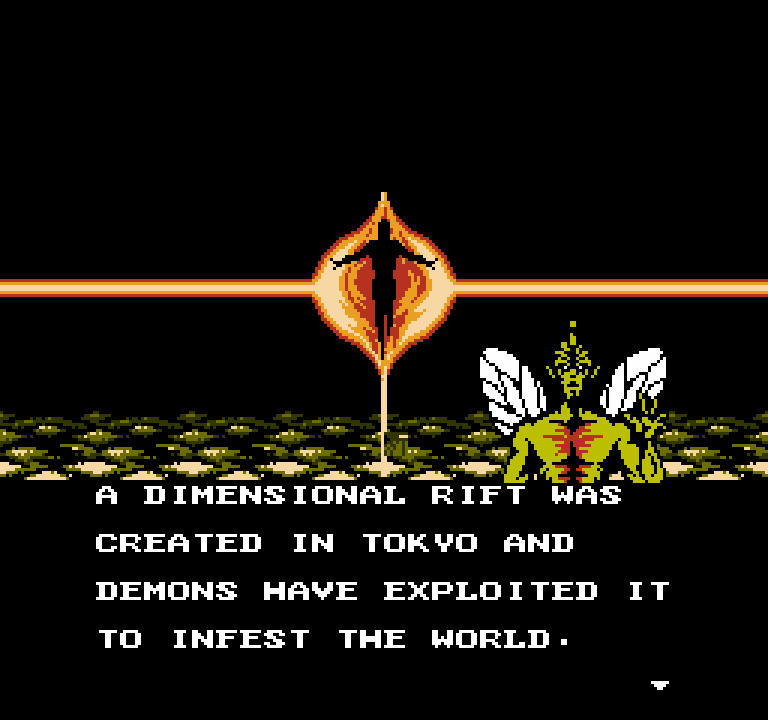 A DIMENSIONAL RIFT WAS
CREATED IN TOKYO AND
DEMONS HAVE EXPLOITED IT
TO INFEST THE WORLD.